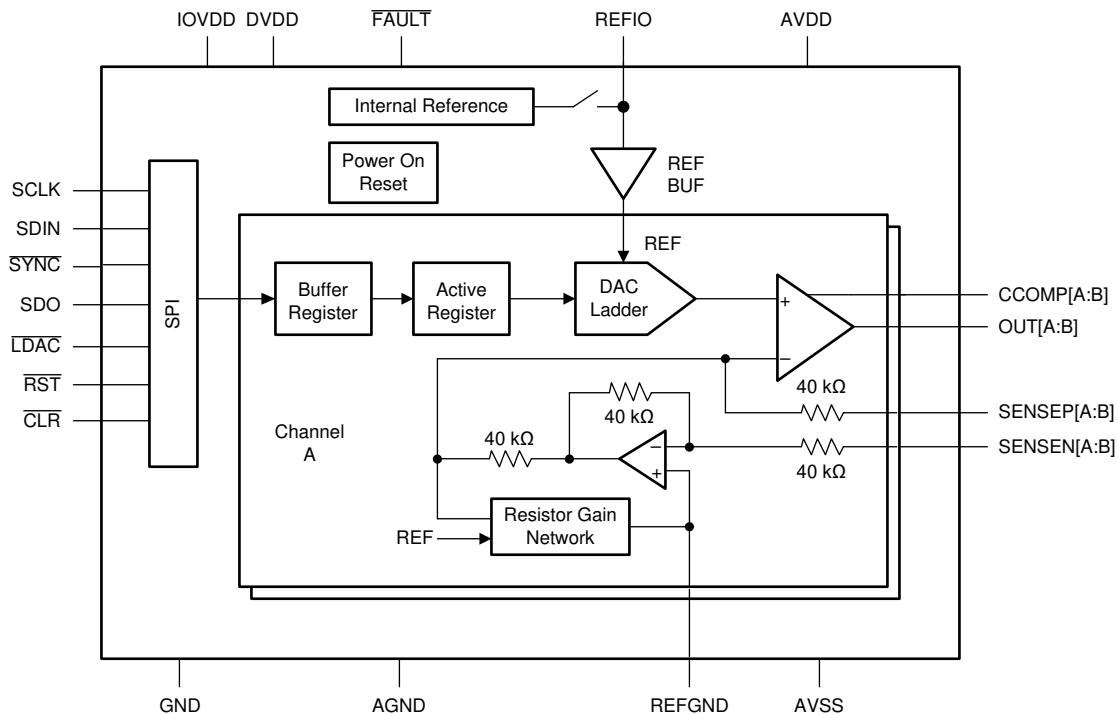 IOVDD DVDD FAULT REFIO AVDD
Internal Reference
Power On
Reset
REF
BUF
SCLK
SDIN
SYNC
SDO
LDAC
RST
CLR
SPI
REF
Buffer
Register
Active
Register
DAC
Ladder
+
−
CCOMP[A:B]
OUT[A:B]
40 kΩ
SENSEP[A:B]
40 kΩ
SENSEN[A:B]
40 kΩ
40 kΩ
−
+
Channel
A
Resistor Gain
Network
REF
GND AGND REFGND AVSS